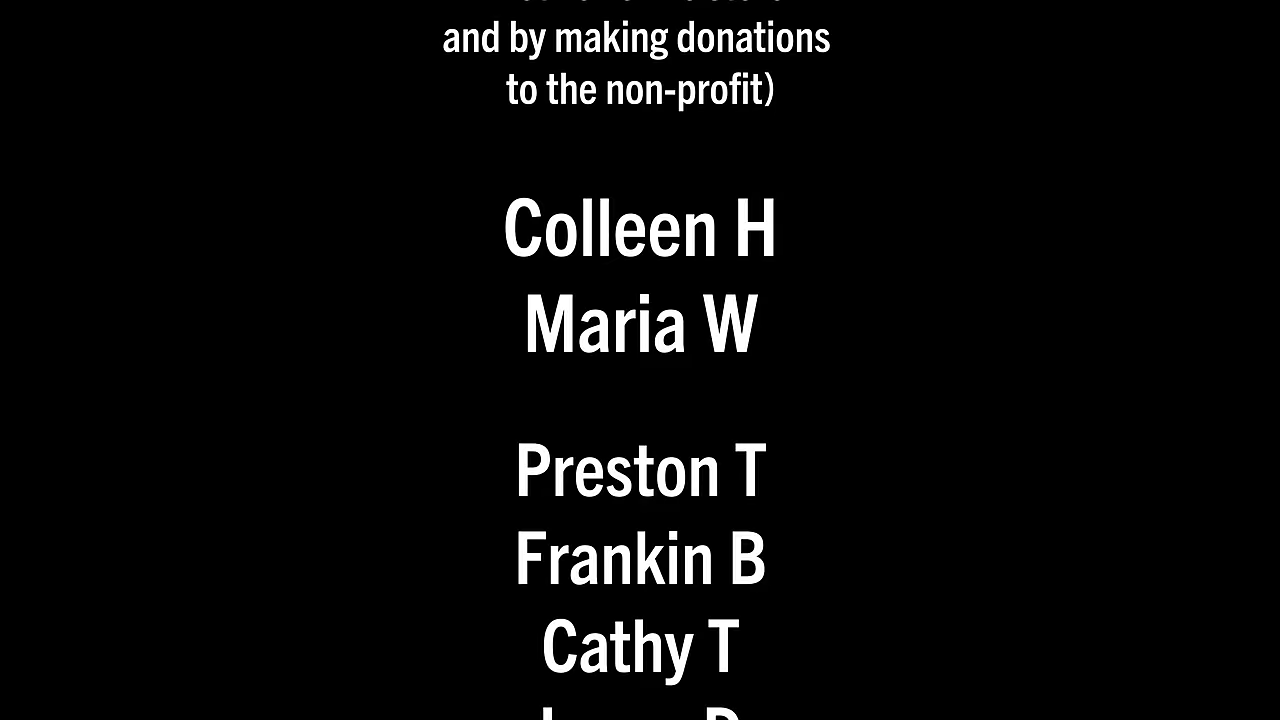 and by making donations
to the non-profit)
Colleen H
Maria W
Preston T
Frankin B
Cathy T